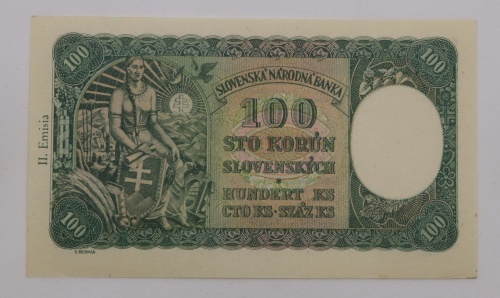 100
100
SLOVENSKÁ NÁRODNÁ BANKA
II. Emisia
100
STO KORÚN
SLOVENSKÝCH
HUNDERT KS
СТО KS · SZÁZ KS
100
100